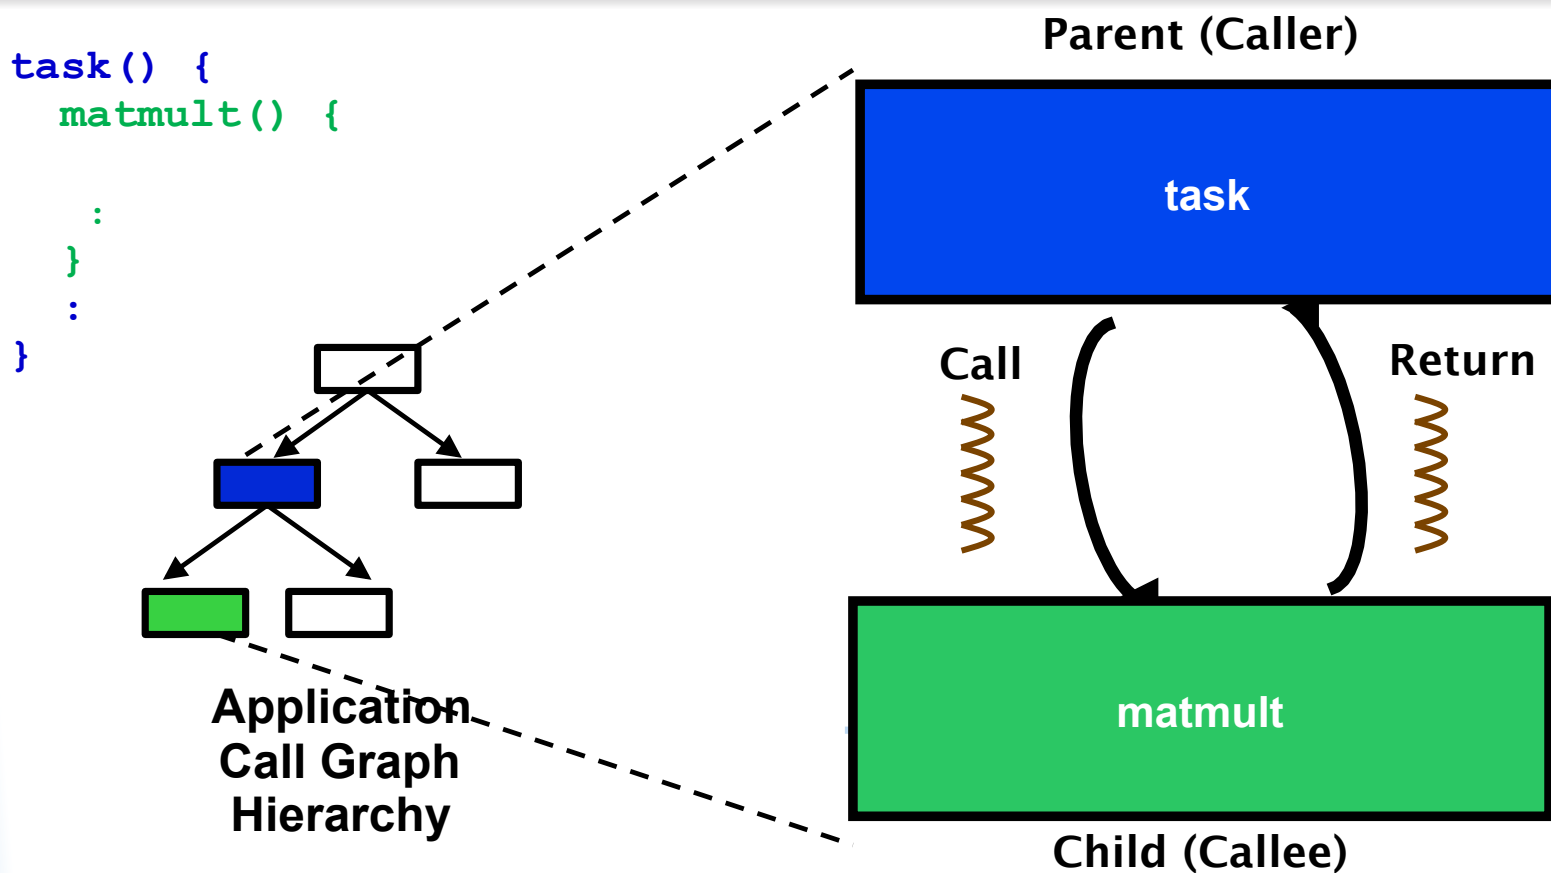 task() {
matmult() {
:
}
:
}
Application
Call Graph
Hierarchy
Parent (Caller)
task
Call
Return
matmult
Child (Callee)